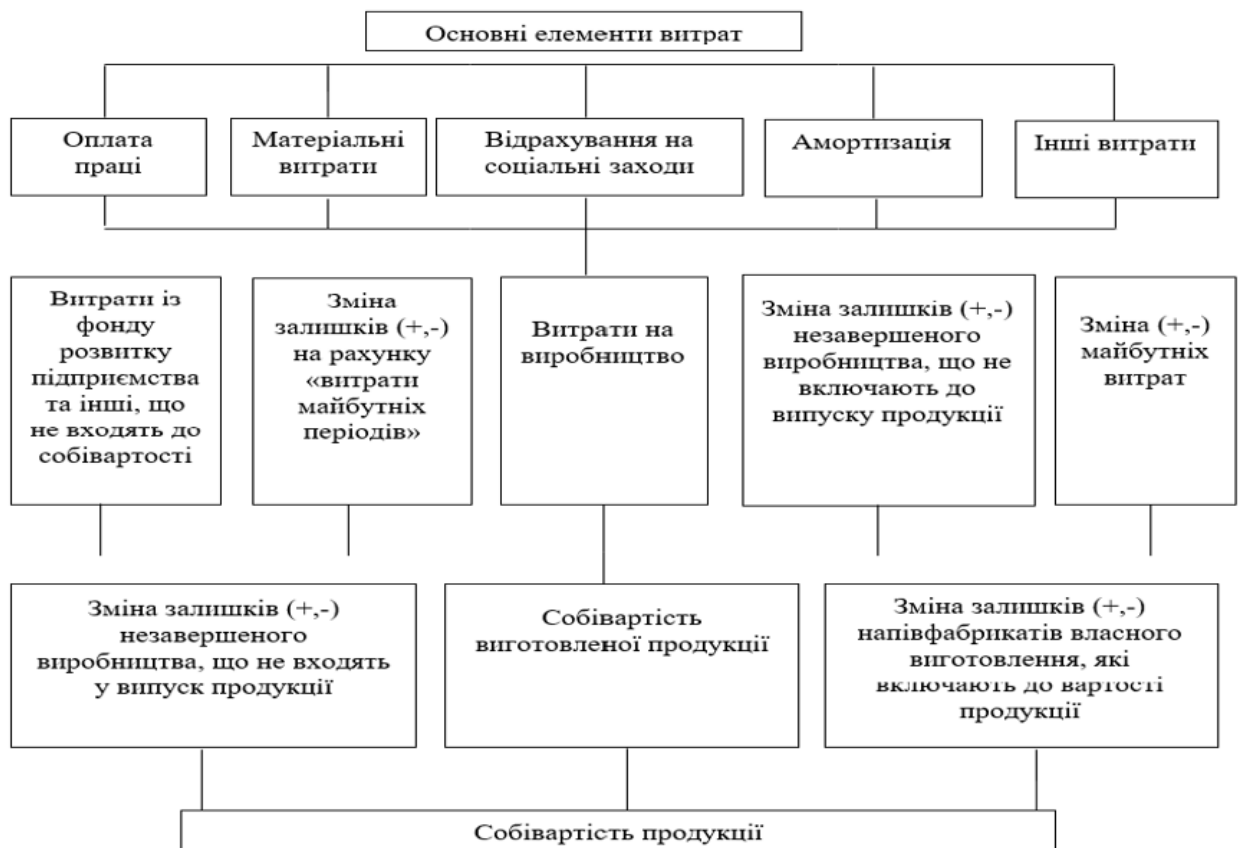 Основні елементи витрат
Оплата
праці
Матеріальні
витрати
Відрахування на
соціальні заходи
Амортизація
Інші витрати
Витрати із
фонду
розвитку
підприємства
та інші, що
не входять до
собівартості
Зміна
залишків (+,-)
на рахунку
«витрати
майбутніх
періодів»
Витрати на
виробництво
Зміна залишків (+,-)
незавершеного
виробництва, що не
включають до
випуску продукції
Зміна (+,-)
майбутніх
витрат
Зміна залишків (+,-)
незавершеного
виробництва, що не входять
у випуск продукції
Собівартість
виготовленої продукції
Зміна залишків (+,-)
напівфабрикатів власного
виготовлення, які
включають до вартості
продукції
Собівартість продукції